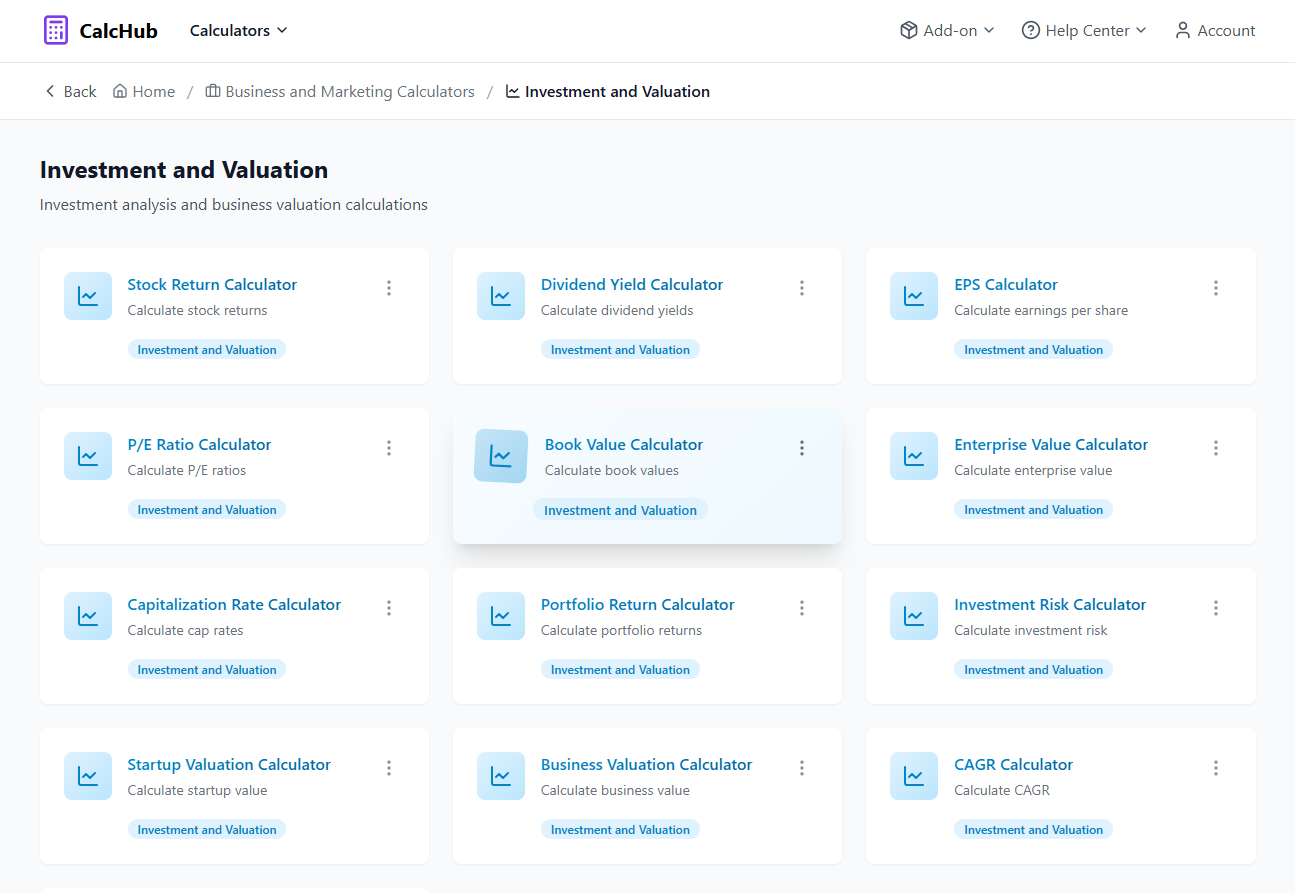 CalcHub
Calculators
Add-on
Help Center
Account
Back
Home / Business and Marketing Calculators / Investment and Valuation
Investment and Valuation
Investment analysis and business valuation calculations
Stock Return Calculator
Calculate stock returns
Investment and Valuation
Dividend Yield Calculator
Calculate dividend yields
Investment and Valuation
EPS Calculator
Calculate earnings per share
Investment and Valuation
P/E Ratio Calculator
Calculate P/E ratios
Investment and Valuation
Book Value Calculator
Calculate book values
Investment and Valuation
Enterprise Value Calculator
Calculate enterprise value
Investment and Valuation
Capitalization Rate Calculator
Calculate cap rates
Investment and Valuation
Portfolio Return Calculator
Calculate portfolio returns
Investment and Valuation
Investment Risk Calculator
Calculate investment risk
Investment and Valuation
Startup Valuation Calculator
Calculate startup value
Investment and Valuation
Business Valuation Calculator
Calculate business value
Investment and Valuation
CAGR Calculator
Calculate CAGR
Investment and Valuation